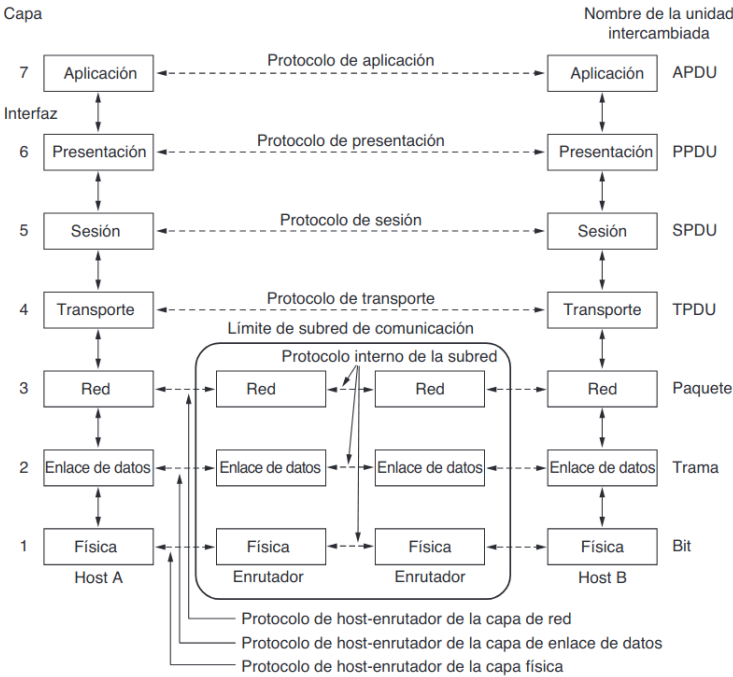 Capa
Nombre de la unidad
intercambiada
Protocolo de aplicación
7 Aplicación Aplicación APDU
Interfaz
Protocolo de presentación
6 Presentación Presentación PPDU
Protocolo de sesión
5 Sesión Sesión SPDU
Protocolo de transporte
4 Transporte Transporte TPDU
Límite de subred de comunicación
Protocolo interno de la subred
3 Red Red Red Red Paquete
2 Enlace de datos Enlace de datos Enlace de datos Enlace de datos Trama
1 Física Física Física Física Bit
Host A Enrutador Enrutador Host B
Protocolo de host-enrutador de la capa de red
Protocolo de host-enrutador de la capa de enlace de datos
Protocolo de host-enrutador de la capa física